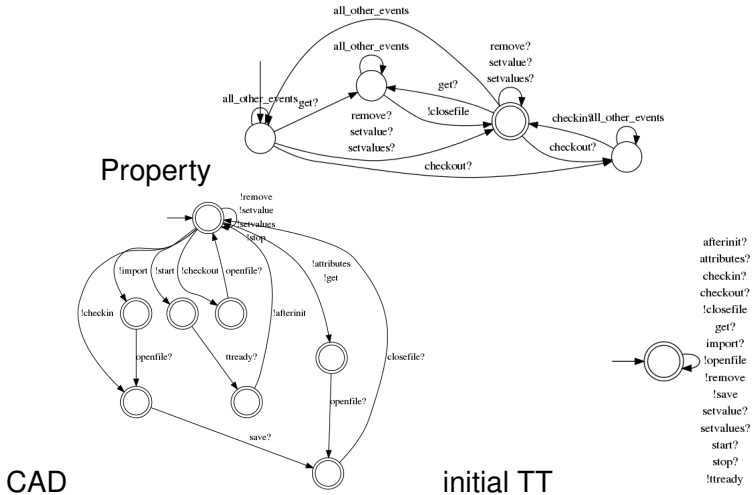 all_other_events
all_other_events
remove?
setvalue?
setvalues?
get?
all_other_events
get?
!closefile
remove?
setvalue?
setvalues?
checkin?
all_other_events
checkout?
checkout?
Property
!remove
!setvalue
!setvalues
!stop
!import
!start
!checkout
openfile?
!attributes
!get
!checkin
!afterinit
openfile?
ttready?
closefile?
openfile?
save?
CAD
afterinit?
attributes?
checkin?
checkout?
!closefile
get?
import?
!openfile
!remove
!save
setvalue?
setvalues?
start?
stop?
!ttready
initial TT